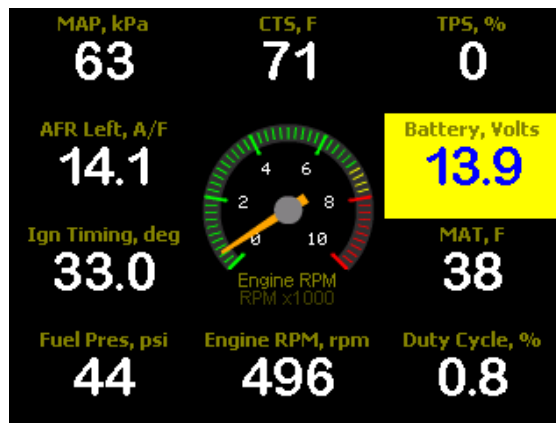 MAP, kPa CTS, F TPS, %
63 71 0
AFR Left, A/F Battery, Volts
14.1 13.9
4 6
2 8
0 10
Ign Timing, deg MAT, F
33.0 38
Engine RPM
RPM x1000
Fuel Pres, psi Engine RPM, rpm Duty Cycle, %
44 496 0.8